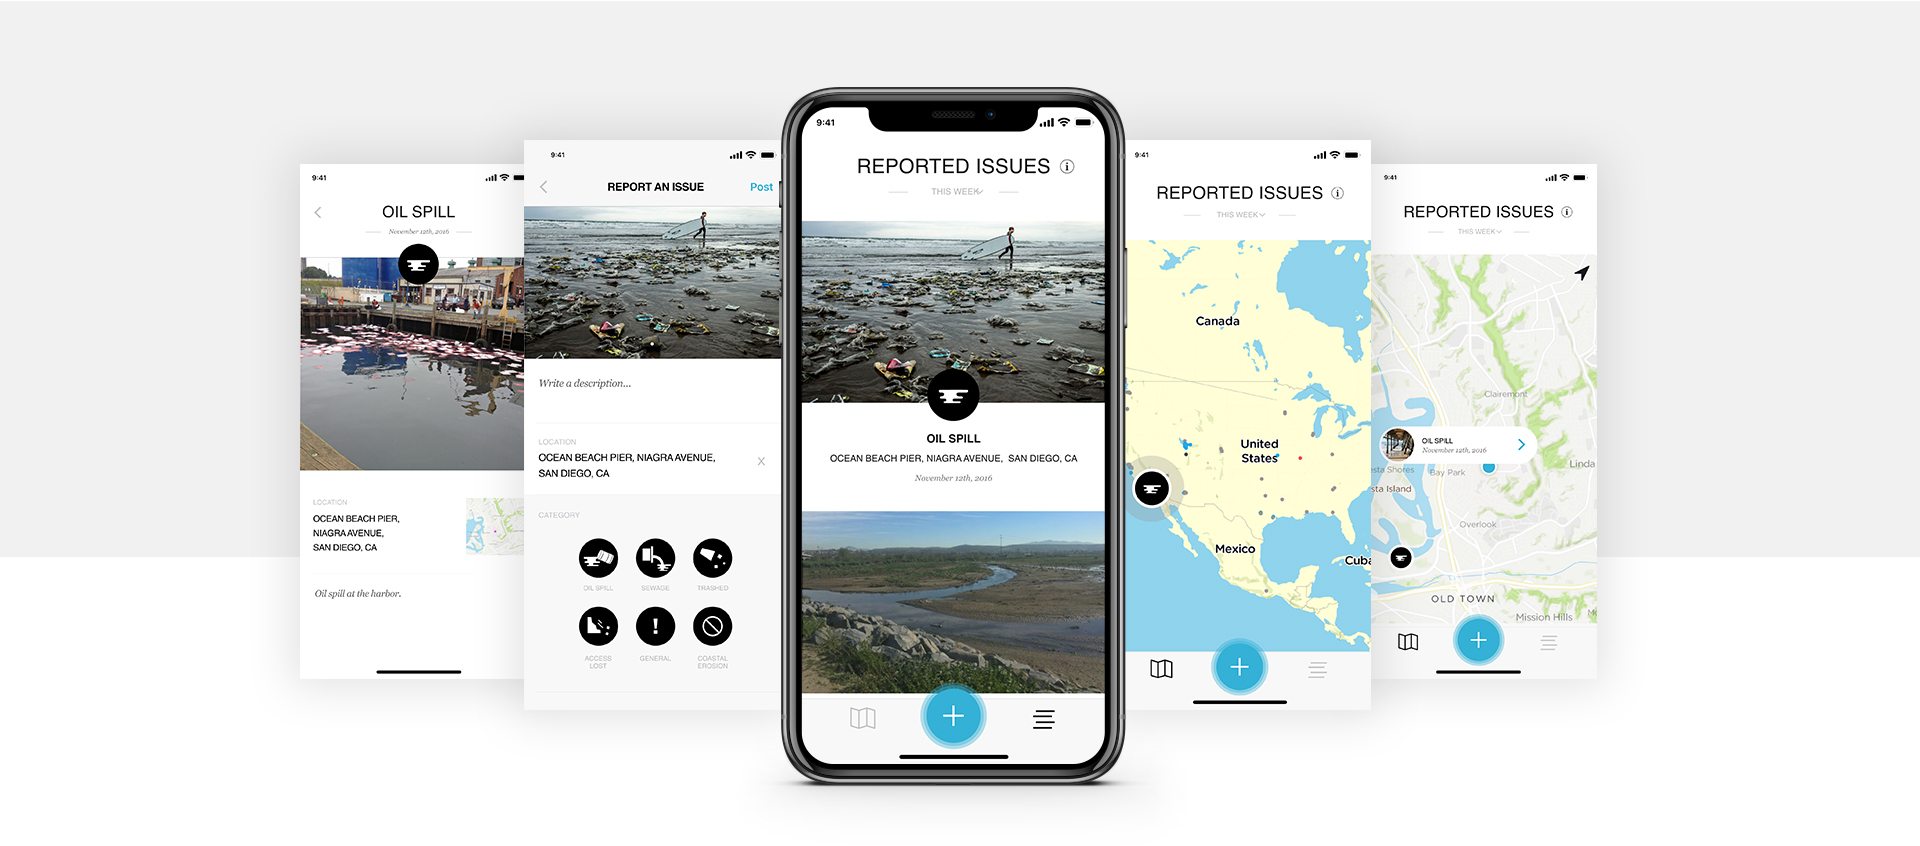 9:41
OIL SPILL
November 12th, 2016
LOCATION
OCEAN BEACH PIER,
NIAGRA AVENUE,
SAN DIEGO, CA
Oil spill at the harbor.
9:41
REPORT AN ISSUE
Post
Write a description...
LOCATION
OCEAN BEACH PIER, NIAGRA AVENUE,
SAN DIEGO, CA
X
CATEGORY
OIL SPILL
SEWAGE
TRASHED
ACCESS
LOST
GENERAL
COASTAL
EROSION
9:41
REPORTED ISSUES
THIS WEEK
OIL SPILL
OCEAN BEACH PIER, NIAGRA AVENUE, SAN DIEGO, CA
November 12th, 2016
9:41
REPORTED ISSUES
THIS WEEK
Canada
United
States
Mexico
Cuba
9:41
REPORTED ISSUES
THIS WEEK
Clairemont
OIL SPILL
November 12th, 2016
Linda
esta Shores
Bay Park
sta Island
Overlook
OLD TOWN
Mission Hills